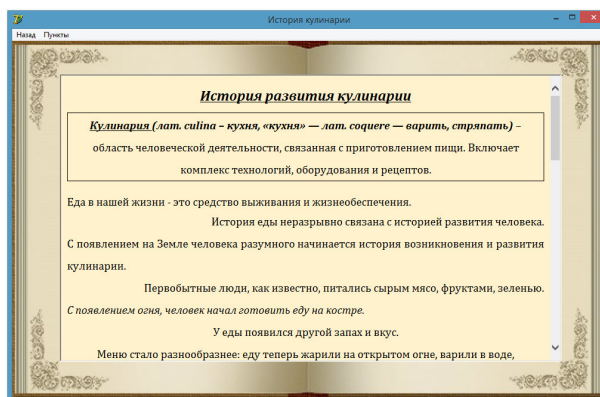 История кулинарии
Назад Пункты
История развития кулинарии
Кулинария (лат. culina – кухня, «кухня» — лат. coquere — варить, стряпать) –
область человеческой деятельности, связанная с приготовлением пищи. Включает
комплекс технологий, оборудования и рецептов.
Еда в нашей жизни - это средство выживания и жизнеобеспечения.
История еды неразрывно связана с историей развития человека.
С появлением на Земле человека разумного начинается история возникновения и развития
кулинарии.
Первобытные люди, как известно, питались сырым мясо, фруктами, зеленью.
С появлением огня, человек начал готовить еду на костре.
У еды появился другой запах и вкус.
Меню стало разнообразнее: еду теперь жарили на открытом огне, варили в воде,